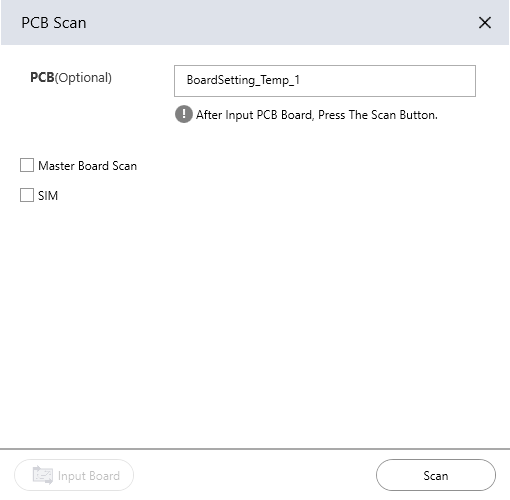 PCB Scan
PCB(Optional)
BoardSetting_Temp_1
! After Input PCB Board, Press The Scan Button.
Master Board Scan
SIM
Input Board
Scan